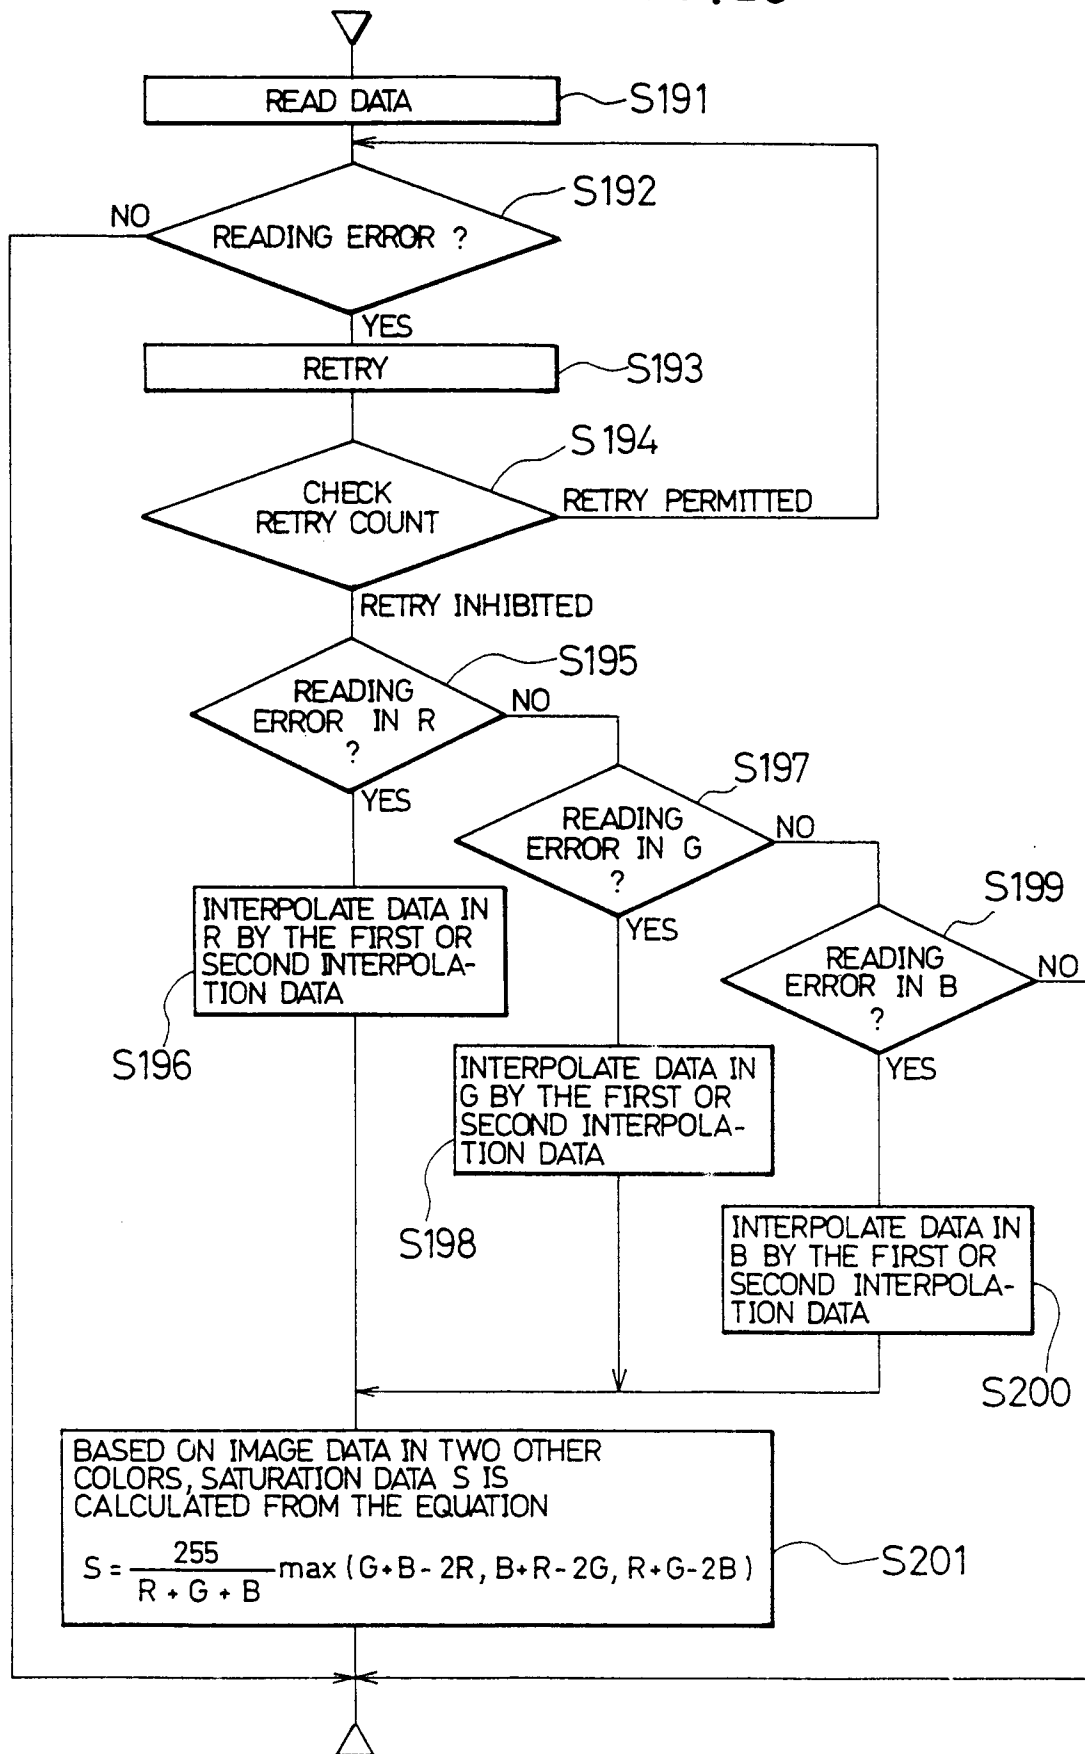 READ DATA
S191
S192
NO
READING ERROR ?
YES
RETRY
S193
S194
CHECK
RETRY COUNT
RETRY PERMITTED
RETRY INHIBITED
S195
READING
ERROR IN R
?
NO
YES
S197
READING
ERROR IN G
?
NO
YES
S199
READING
ERROR IN B
?
NO
YES
INTERPOLATE DATA IN
R BY THE FIRST OR
SECOND INTERPOLA-
TION DATA
S196
INTERPOLATE DATA IN
G BY THE FIRST OR
SECOND INTERPOLA-
TION DATA
S198
INTERPOLATE DATA IN
B BY THE FIRST OR
SECOND INTERPOLA-
TION DATA
S200
BASED ON IMAGE DATA IN TWO OTHER
COLORS, SATURATION DATA S IS
CALCULATED FROM THE EQUATION
S = 255 / R + G + B max (G+B-2R, B+R-2G, R+G-2B)
S201